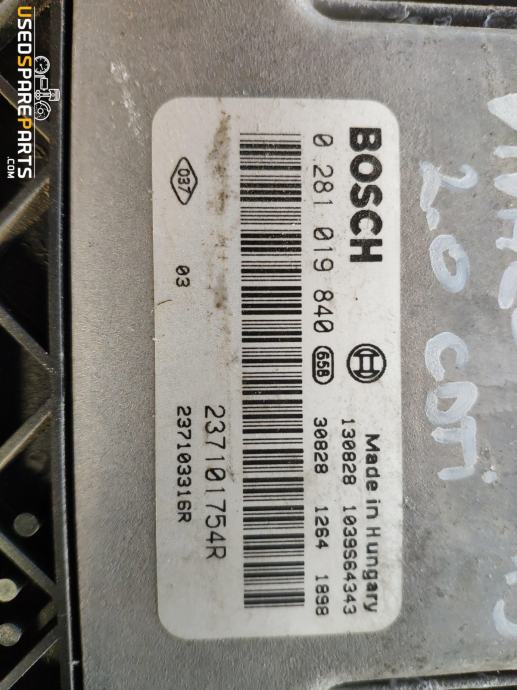 USEDSPAREPARTS
.COM
BOSCH
Made in Hungary
0 281 019 840
658
130828 1039S64343
30828 1264 1898
037
03
237101754R
237103316R
2.0 CDTi